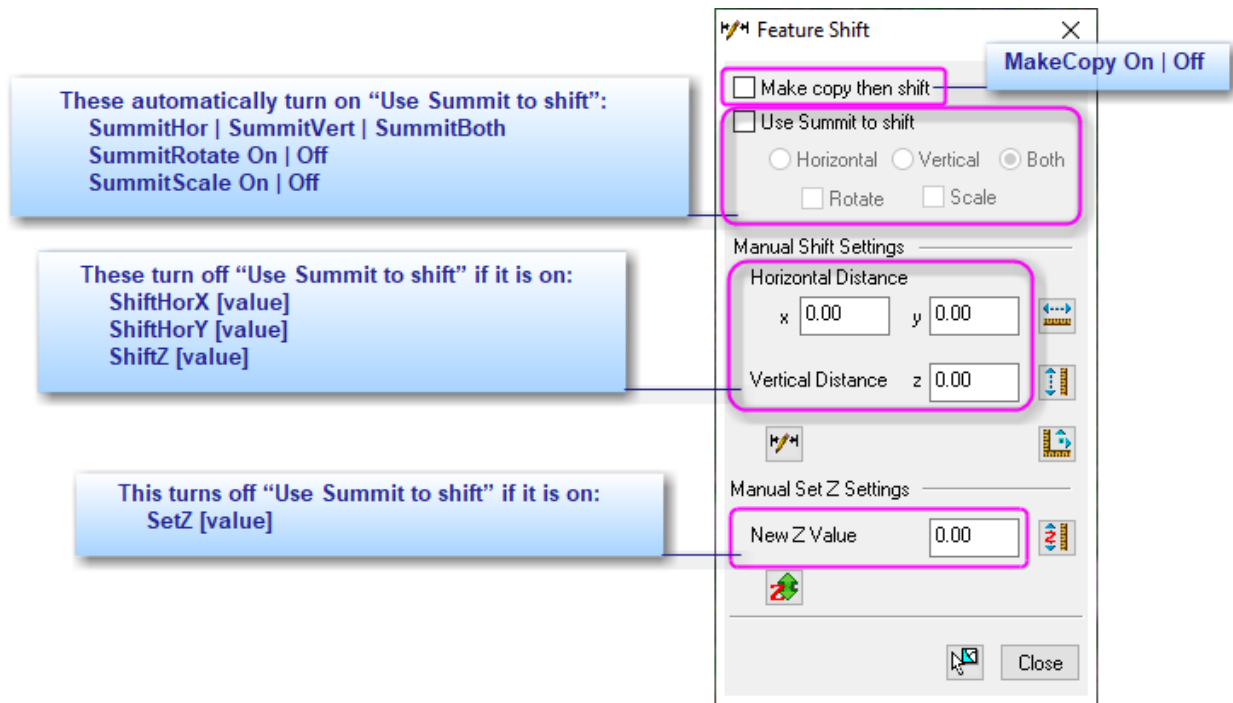 Feature Shift
MakeCopy On | Off
Make copy then shift
These automatically turn on “Use Summit to shift”:
SummitHor | SummitVert | SummitBoth
SummitRotate On | Off
SummitScale On | Off
Use Summit to shift
Horizontal Vertical Both
Rotate Scale
Manual Shift Settings
These turn off “Use Summit to shift” if it is on:
ShiftHorX [value]
ShiftHorY [value]
ShiftZ [value]
Horizontal Distance
x 0.00 y 0.00
Vertical Distance z 0.00
This turns off “Use Summit to shift” if it is on:
SetZ [value]
Manual Set Z Settings
New Z Value 0.00
Z
Z
Close